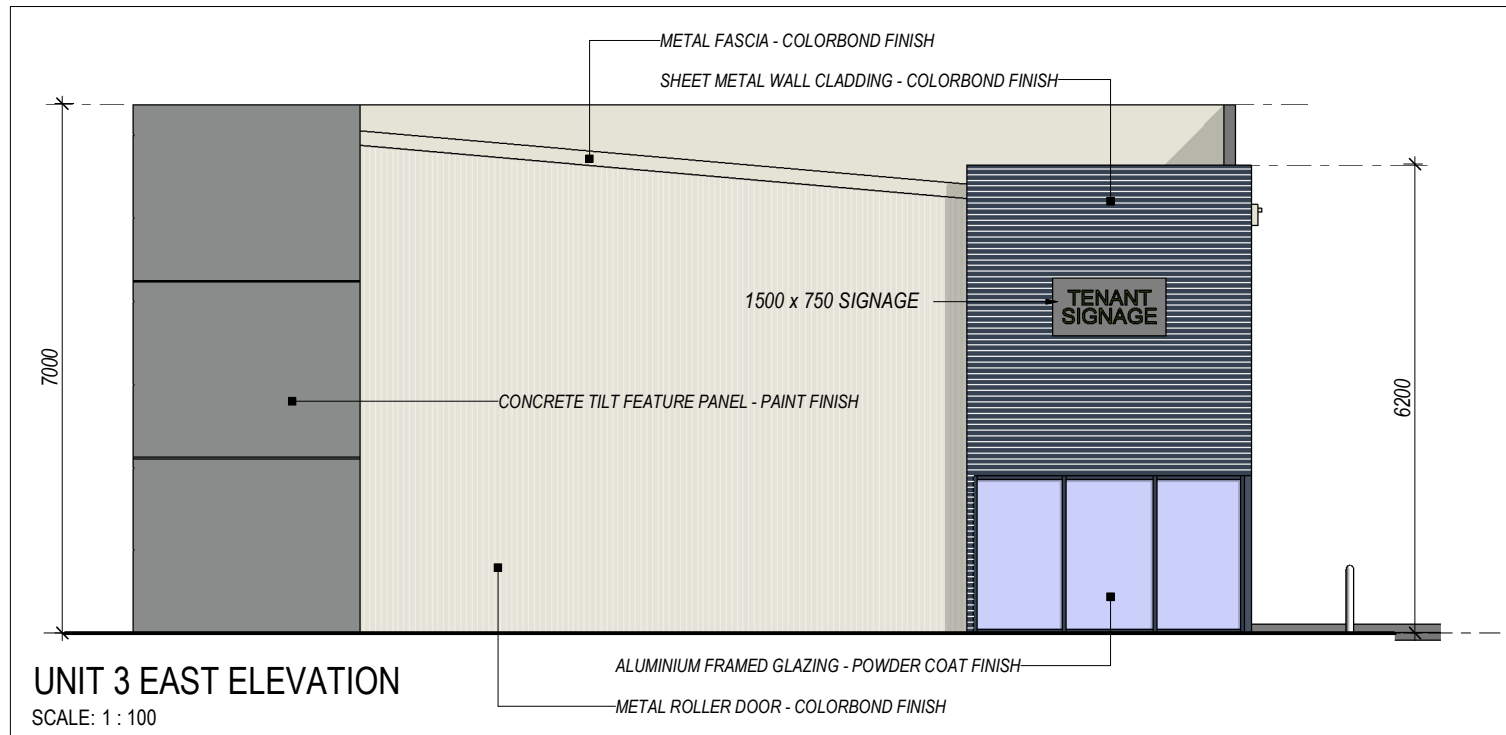 METAL FASCIA - COLORBOND FINISH
SHEET METAL WALL CLADDING - COLORBOND FINISH
1500 x 750 SIGNAGE
TENANT
SIGNAGE
7000
CONCRETE TILT FEATURE PANEL - PAINT FINISH
6200
ALUMINIUM FRAMED GLAZING - POWDER COAT FINISH
UNIT 3 EAST ELEVATION
METAL ROLLER DOOR - COLORBOND FINISH
SCALE: 1 : 100